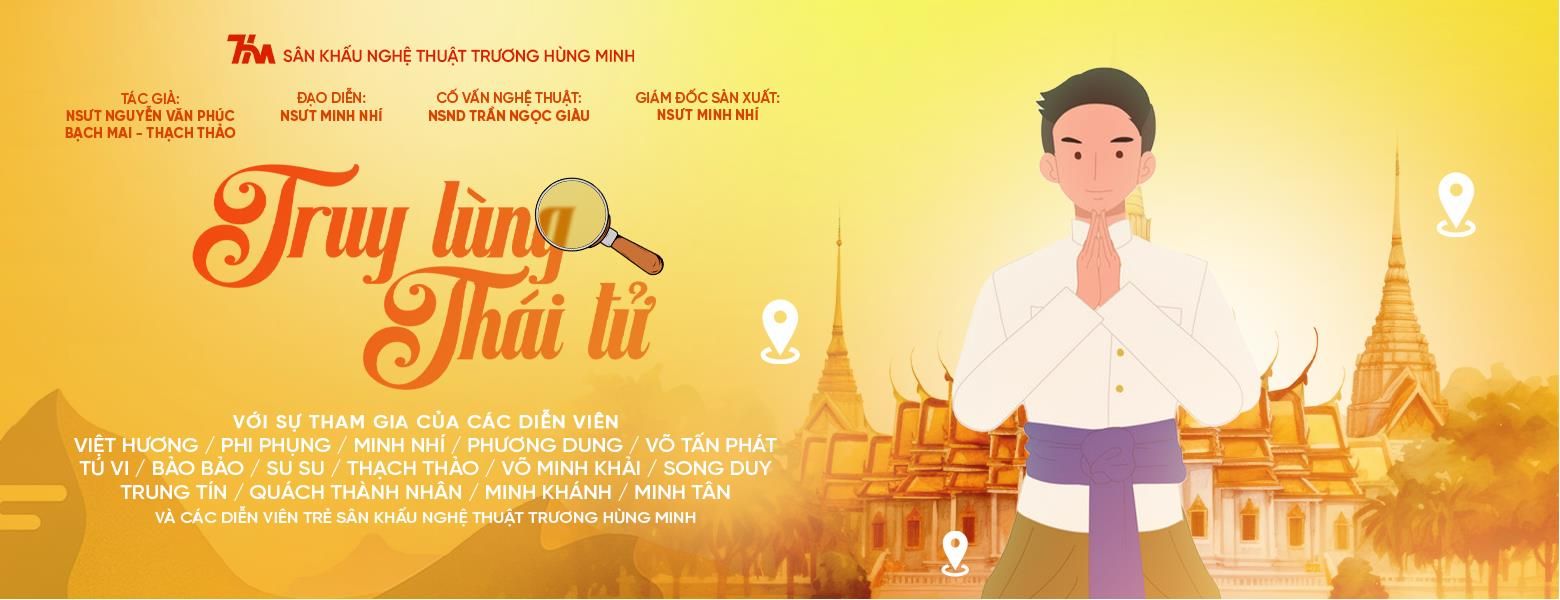 THM SÂN KHẤU NGHỆ THUẬT TRƯƠNG HÙNG MINH
TÁC GIẢ:
NSƯT NGUYỄN VĂN PHÚC
BẠCH MAI - THẠCH THẢO
ĐẠO DIỄN:
NSƯT MINH NHÍ
CỐ VẤN NGHỆ THUẬT:
NSND TRẦN NGỌC GIÀU
GIÁM ĐỐC SẢN XUẤT:
NSƯT MINH NHÍ
Truy lùng
Thái tử
VỚI SỰ THAM GIA CỦA CÁC DIỄN VIÊN
VIỆT HƯƠNG / PHI PHỤNG / MINH NHÍ / PHƯƠNG DUNG / VÕ TẤN PHÁT
TÚ VI / BẢO BẢO / SU SU / THẠCH THẢO / VÕ MINH KHẢI / SONG DUY
TRUNG TÍN / QUÁCH THÀNH NHÂN / MINH KHÁNH / MINH TÂN
VÀ CÁC DIỄN VIÊN TRẺ SÂN KHẤU NGHỆ THUẬT TRƯƠNG HÙNG MINH